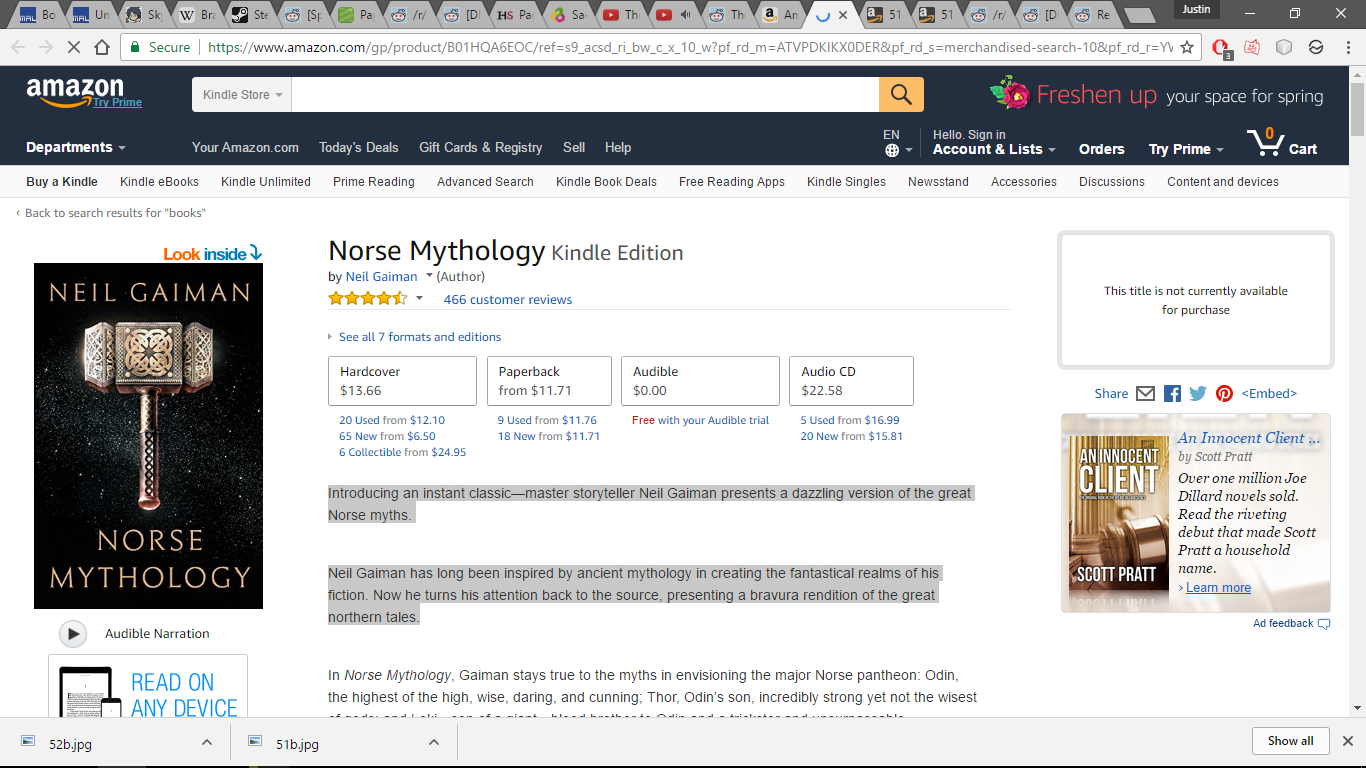 Bo
Un
Sky
Bra
Ste
[Sp
Pap
/r/
[DI
HS Pa
Sa
The
Th
An
51
51
/r/
[D
Re
Justin
Secure https://www.amazon.com/gp/product/B01HQA6EOC/ref=s9_acsd_ri_bw_c_x_10_w?pf_rd_m=ATVPDKIKX0DER&pf_rd_s=merchandised-search-10&pf_rd_r=YV
3
amazon
Try Prime
Kindle Store
Freshen up your space for spring
Departments
Your Amazon.com Today's Deals Gift Cards & Registry Sell Help
EN
Hello. Sign in
Account & Lists
Orders
Try Prime
0
Cart
Buy a Kindle Kindle eBooks Kindle Unlimited Prime Reading Advanced Search Kindle Book Deals Free Reading Apps Kindle Singles Newsstand Accessories Discussions Content and devices
‹ Back to search results for "books"
Look inside
NEIL GAIMAN
NORSE
MYTHOLOGY
Audible Narration
READ ON
ANY DEVICE
Norse Mythology Kindle Edition
by Neil Gaiman (Author)
466 customer reviews
See all 7 formats and editions
Hardcover
$13.66
20 Used from $12.10
65 New from $6.50
6 Collectible from $24.95
Paperback
from $11.71
9 Used from $11.76
18 New from $11.71
Audible
$0.00
Free with your Audible trial
Audio CD
$22.58
5 Used from $16.99
20 New from $15.81
Introducing an instant classic—master storyteller Neil Gaiman presents a dazzling version of the great
Norse myths.
Neil Gaiman has long been inspired by ancient mythology in creating the fantastical realms of his
fiction. Now he turns his attention back to the source, presenting a bravura rendition of the great
northern tales.
In Norse Mythology, Gaiman stays true to the myths in envisioning the major Norse pantheon: Odin,
the highest of the high, wise, daring, and cunning; Thor, Odin's son, incredibly strong yet not the wisest
This title is not currently available
for purchase
Share
<Embed>
AN INNOCENT
CLIENT
SCOTT PRATT
An Innocent Client ...
by Scott Pratt
Over one million Joe
Dillard novels sold.
Read the riveting
debut that made Scott
Pratt a household
name.
› Learn more
Ad feedback
52b.jpg
51b.jpg
Show all